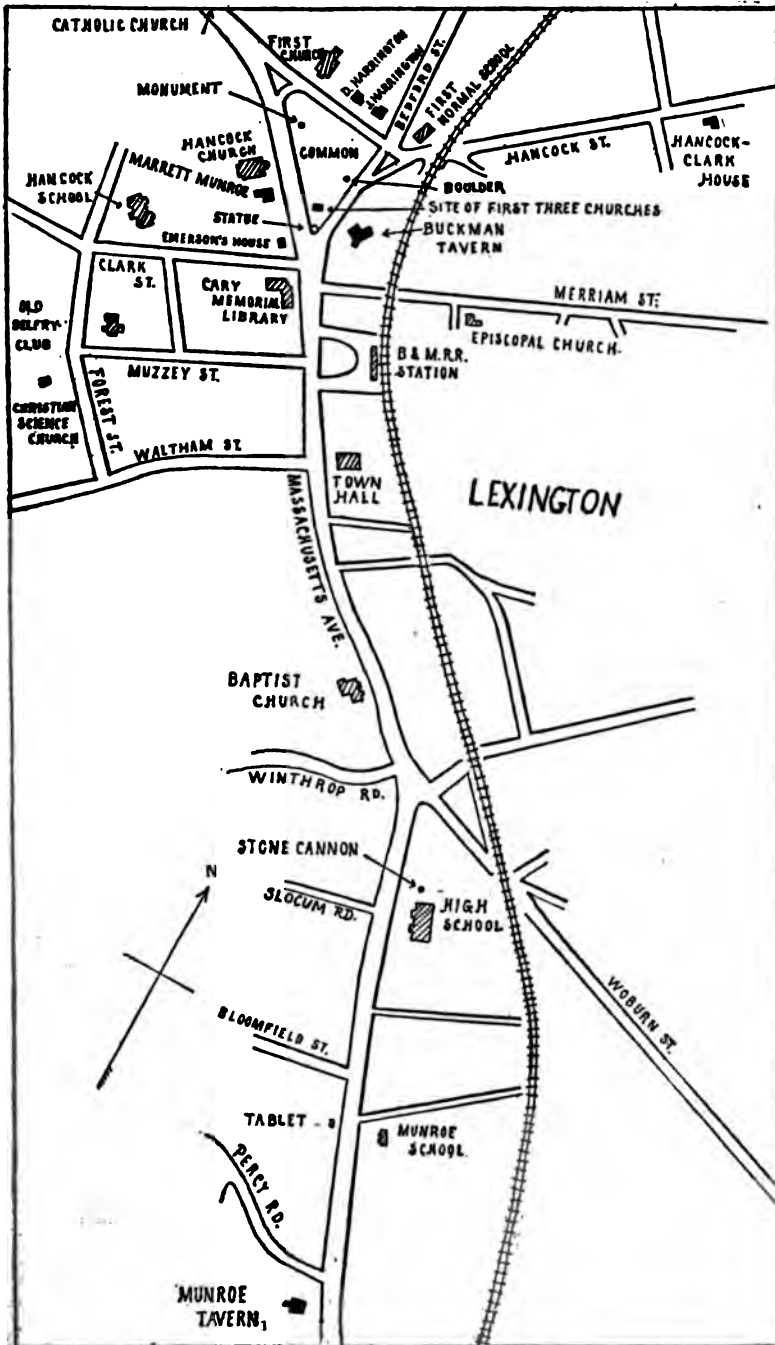 CATHOLIC CHURCH
FIRST
CHURCH
D. HARRINGTON
J. HARRINGTON
BEDFORD ST.
FIRST
NORMAL SCHOOL
MONUMENT
COMMON
HANCOCK
CHURCH
HANCOCK ST.
HANCOCK-
CLARK
HOUSE
MARRETT MUNROE
HANCOCK
SCHOOL
BOULDER
STATUE
SITE OF FIRST THREE CHURCHES
EMERSON'S HOUSE
BUCKMAN
TAVERN
CLARK
ST.
CARY
MEMORIAL
LIBRARY
MERRIAM ST.
OLD
BELFRY
CLUB
EPISCOPAL CHURCH.
B & M.R.R.
STATION
MUZZEY ST.
CHRISTIAN
SCIENCE
CHURCH
FOREST ST.
WALTHAM ST.
TOWN
HALL
LEXINGTON
MASSACHUSETTS AVE.
BAPTIST
CHURCH
WINTHROP RD.
STONE CANNON
N
SLOCUM RD.
HIGH
SCHOOL
WOBURN ST.
BLOOMFIELD ST.
TABLET
MUNROE
SCHOOL
PERCY RD.
MUNROE
TAVERN